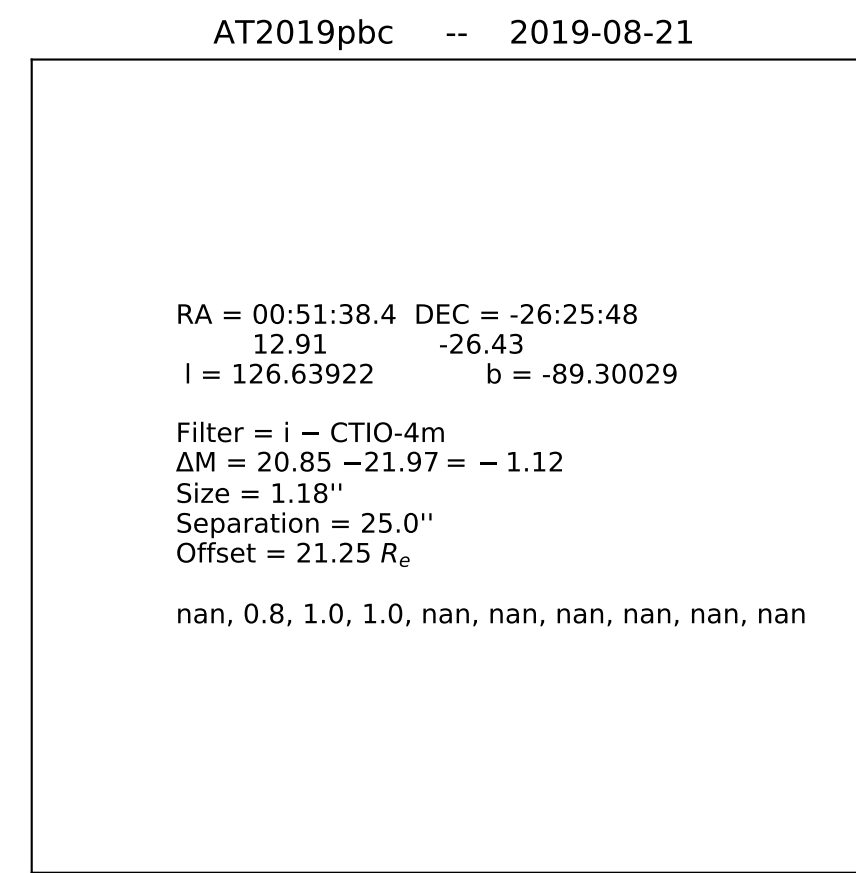 AT2019pbc -- 2019-08-21
RA = 00:51:38.4 DEC = -26:25:48
12.91 -26.43
l = 126.63922 b = -89.30029
Filter = i − CTIO-4m
ΔM = 20.85 −21.97 = − 1.12
Size = 1.18''
Separation = 25.0''
Offset = 21.25 Rₑ
nan, 0.8, 1.0, 1.0, nan, nan, nan, nan, nan, nan